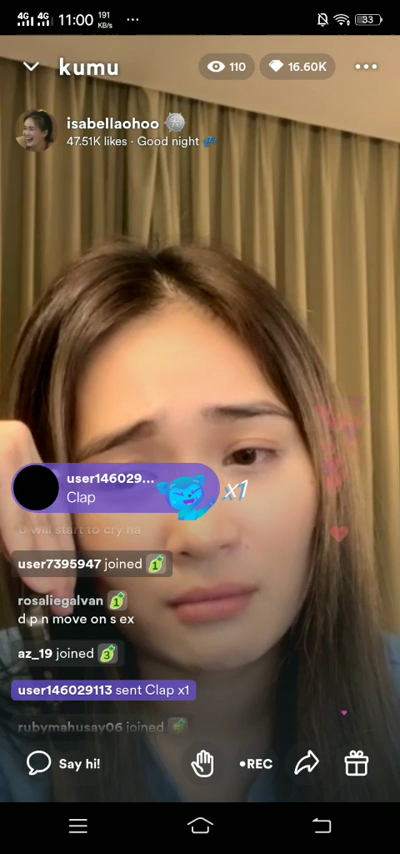 4G 4G 11:00 191 KB/s ... 33
kumu 110 16.60K
isabellaohoo
47.51K likes · Good night 💤
user146029...
Clap x1
b will start to cry ha
user7395947 joined 1
rosaliegalvan 1
d p n move on s ex
az_19 joined 3
user146029113 sent Clap x1
rubymahusay06 joined
Say hi! •REC